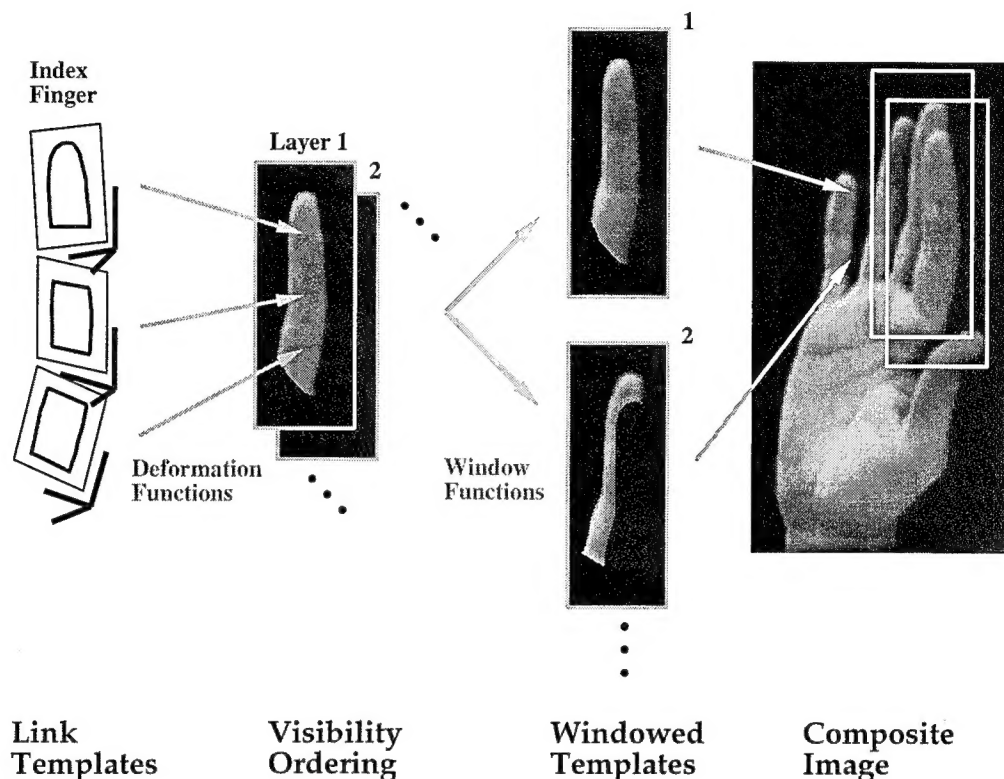 1
Index
Finger
Layer 1
2
2
Deformation
Functions
Window
Functions
Link
Templates
Visibility
Ordering
Windowed
Templates
Composite
Image